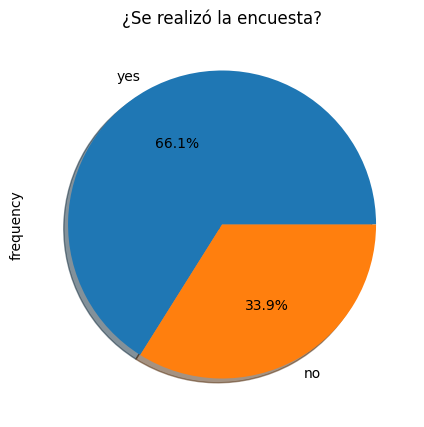 ¿Se realizó la encuesta?
yes
66.1%
frequency
33.9%
no